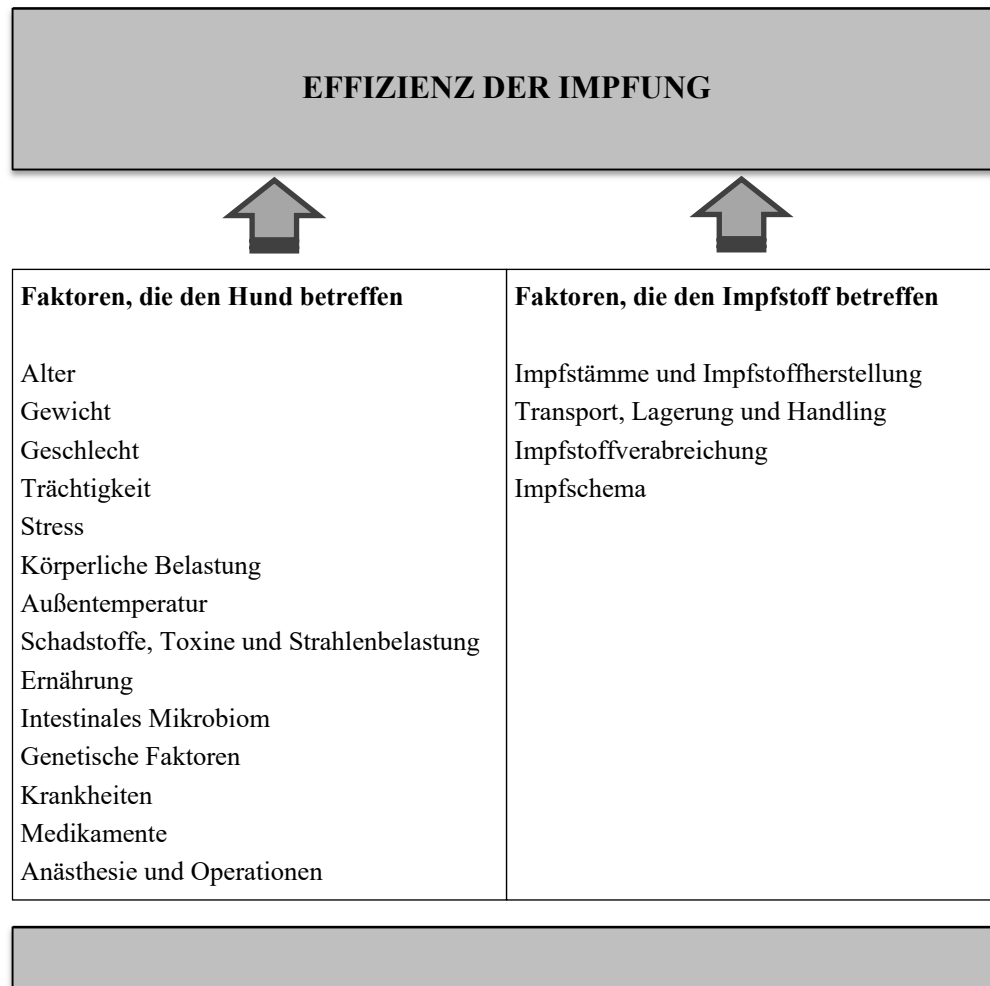 EFFIZIENZ DER IMPFUNG
Faktoren, die den Hund betreffen
Alter
Gewicht
Geschlecht
Trächtigkeit
Stress
Körperliche Belastung
Außentemperatur
Schadstoffe, Toxine und Strahlenbelastung
Ernährung
Intestinales Mikrobiom
Genetische Faktoren
Krankheiten
Medikamente
Anästhesie und Operationen
Faktoren, die den Impfstoff betreffen
Impfstämme und Impfstoffherstellung
Transport, Lagerung und Handling
Impfstoffverabreichung
Impfschema